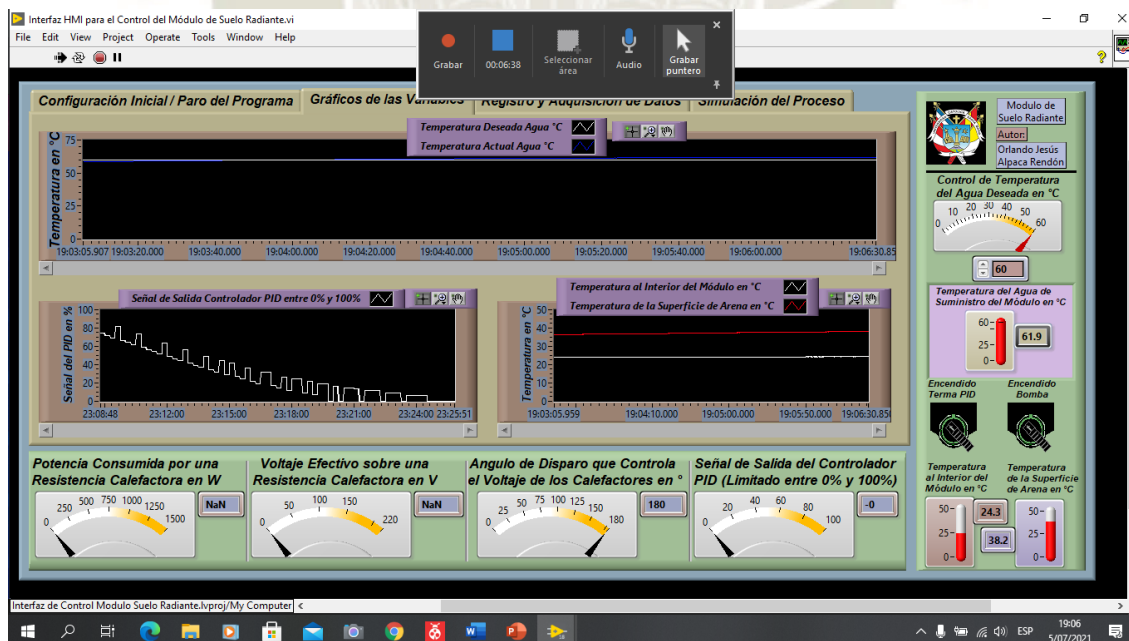 Interfaz HMI para el Control del Módulo de Suelo Radiante.vi
File Edit View Project Operate Tools Window Help
Grabar
00:06:38
Seleccionar área
Audio
Grabar puntero
Configuración Inicial / Paro del Programa
Gráficos de las Variables
Registro y Adquisición de Datos
Simulación del Proceso
Temperatura Deseada Agua °C
Temperatura Actual Agua °C
Temperatura en °C
75
50
25
0
19:03:05.907 19:03:20.000 19:03:40.000 19:04:00.000 19:04:20.000 19:04:40.000 19:05:00.000 19:05:20.000 19:05:40.000 19:06:00.000 19:06:30.85
Señal de Salida Controlador PID entre 0% y 100%
Señal del PID en %
100
80
60
40
20
0
23:08:48 23:12:00 23:15:00 23:18:00 23:21:00 23:24:00 23:25:51
Temperatura al Interior del Módulo en °C
Temperatura de la Superficie de Arena en °C
Temperatura en °C
50
40
30
20
10
0
19:03:05.959 19:04:10.000 19:05:00.000 19:05:50.000 19:06:30.850
Potencia Consumida por una
Resistencia Calefactora en W
0 250 500 750 1000 1250 1500
NaN
Voltaje Efectivo sobre una
Resistencia Calefactora en V
0 50 100 150 220
NaN
Angulo de Disparo que Controla
el Voltaje de los Calefactores en °
0 25 50 75 100 125 150 180
180
Señal de Salida del Controlador
PID (Limitado entre 0% y 100%)
0 20 40 60 80 100
-0
Modulo de
Suelo Radiante
Autor:
Orlando Jesús
Alpaca Rendón
Control de Temperatura
del Agua Deseada en °C
0 10 20 30 40 50 60
60
Temperatura del Agua de
Suministro del Módulo en °C
60
25
0
61.9
Encendido
Terma PID
Encendido
Bomba
Temperatura
al Interior del
Módulo en °C
50
25
0
24.3
Temperatura
de la Superficie
de Arena en °C
50
25
0
38.2
Interfaz de Control Modulo Suelo Radiante.lvproj/My Computer
ESP
19:06
5/07/2021